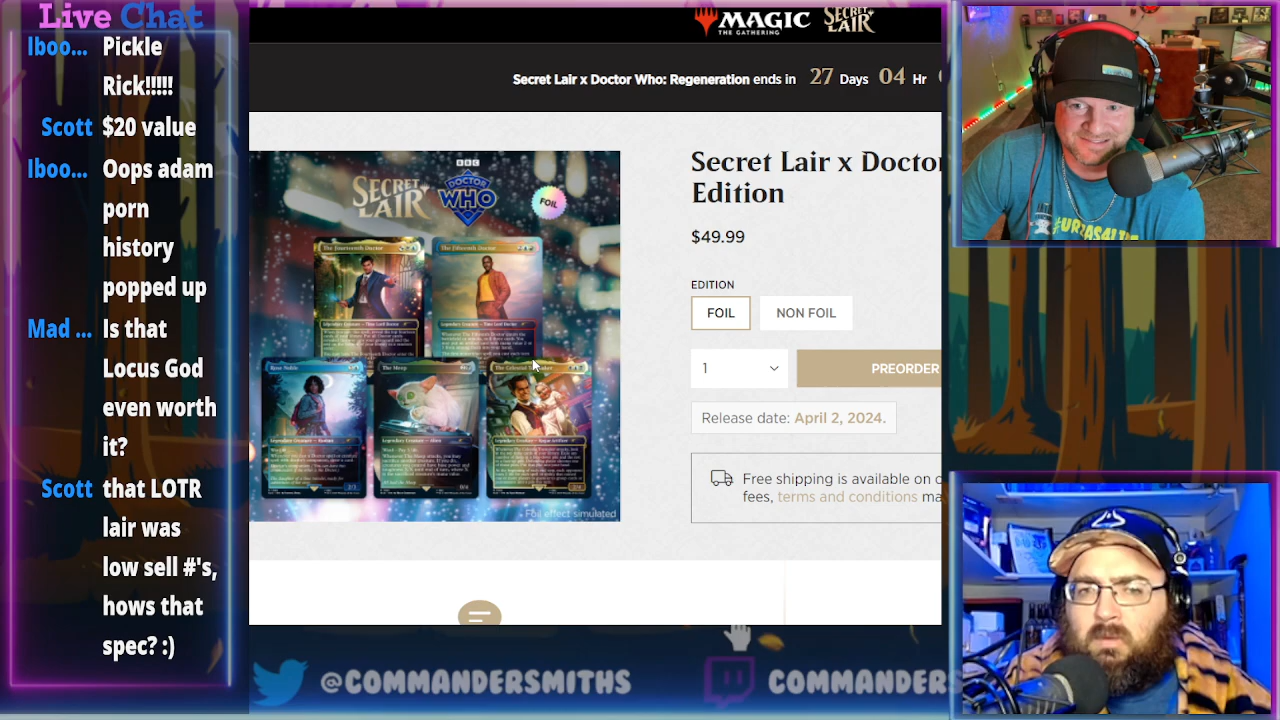 Live Chat
Iboo... Pickle
Rick!!!!!
Scott $20 value
Iboo... Oops adam
porn
history
popped up
Mad ... Is that
Locus God
even worth
it?
Scott that LOTR
lair was
low sell #'s,
hows that
spec? :)
MAGIC
THE GATHERING
SECRET
LAIR
Secret Lair x Doctor Who: Regeneration ends in 27 Days 04 Hr
BBC
SECRET
LAIR
DOCTOR
WHO
FOIL
The Fourteenth Doctor
The Fifteenth Doctor
Rose Noble
The Meep
The Celestial
Foil effect simulated
Secret Lair x Docto
Edition
$49.99
EDITION
FOIL
NON FOIL
1
PREORDER
Release date: April 2, 2024.
Free shipping is available on
fees, terms and conditions ma
@COMMANDERSMITHS
COMMANDERS